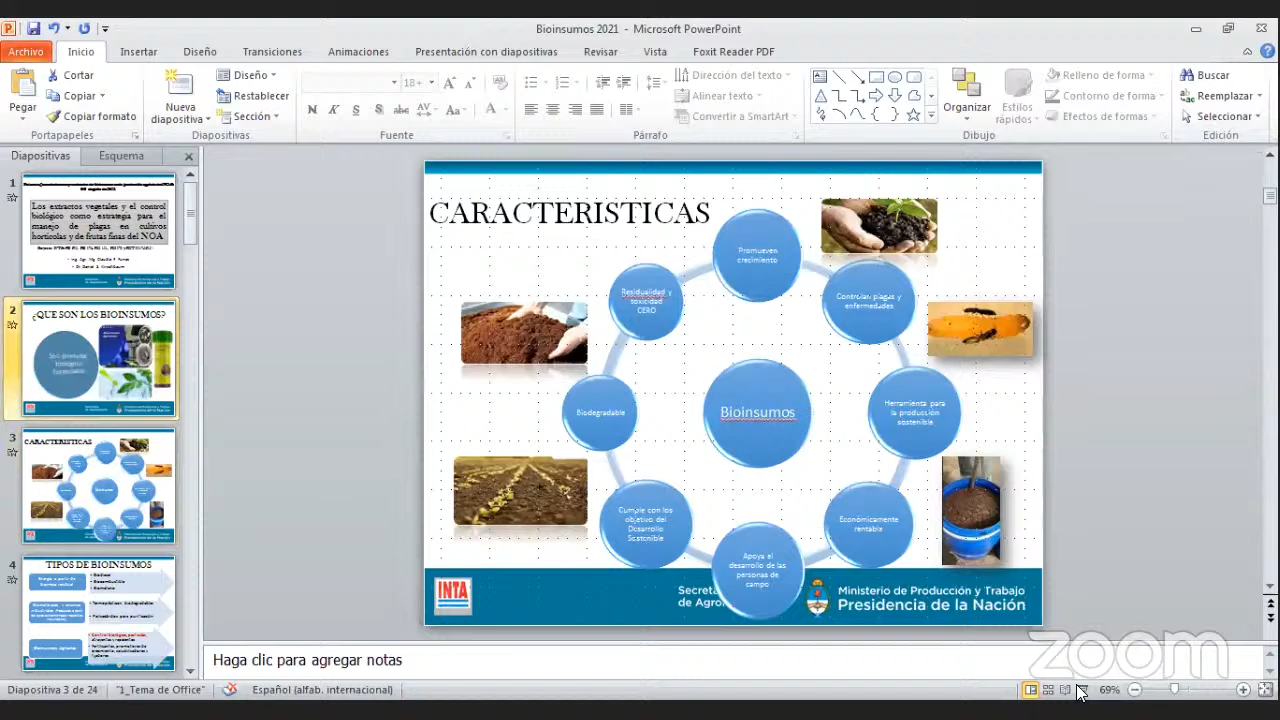 Bioinsumos 2021 - Microsoft PowerPoint
Archivo Inicio Insertar Diseño Transiciones Animaciones Presentación con diapositivas Revisar Vista Foxit Reader PDF
Pegar
Cortar
Copiar
Copiar formato
Portapapeles
Nueva
diapositiva
Diseño
Restablecer
Sección
Diapositivas
18
Fuente
Dirección del texto
Alinear texto
Convertir a SmartArt
Párrafo
Organizar
Estilos
rápidos
Relleno de forma
Contorno de forma
Efectos de formas
Dibujo
Buscar
Reemplazar
Seleccionar
Edición
Diapositivas Esquema
1
Los extractos vegetales y el control
biológico como estrategia para el
manejo de plagas en cultivos
hortícolas y de frutas finas del NOA
2
¿QUE SON LOS BIOINSUMOS?
3
CARACTERISTICAS
4
TIPOS DE BIOINSUMOS
CARACTERISTICAS
Promueven
crecimiento
Controlan plagas y
enfermedades
Herramienta para
la producción
sostenible
Económicamente
rentable
Apoya el
desarrollo de las
personas de
campo
Cumple con los
objetivo del
Desarrollo
Sostenible
Biodegradable
Residualidad y
toxicidad
CERO
Bioinsumos
INTA
Secreta
de Agro
Ministerio de Producción y Trabajo
Presidencia de la Nación
Haga clic para agregar notas
zoom
Diapositiva 3 de 24 "1_Tema de Office" Español (alfab. internacional) 69%